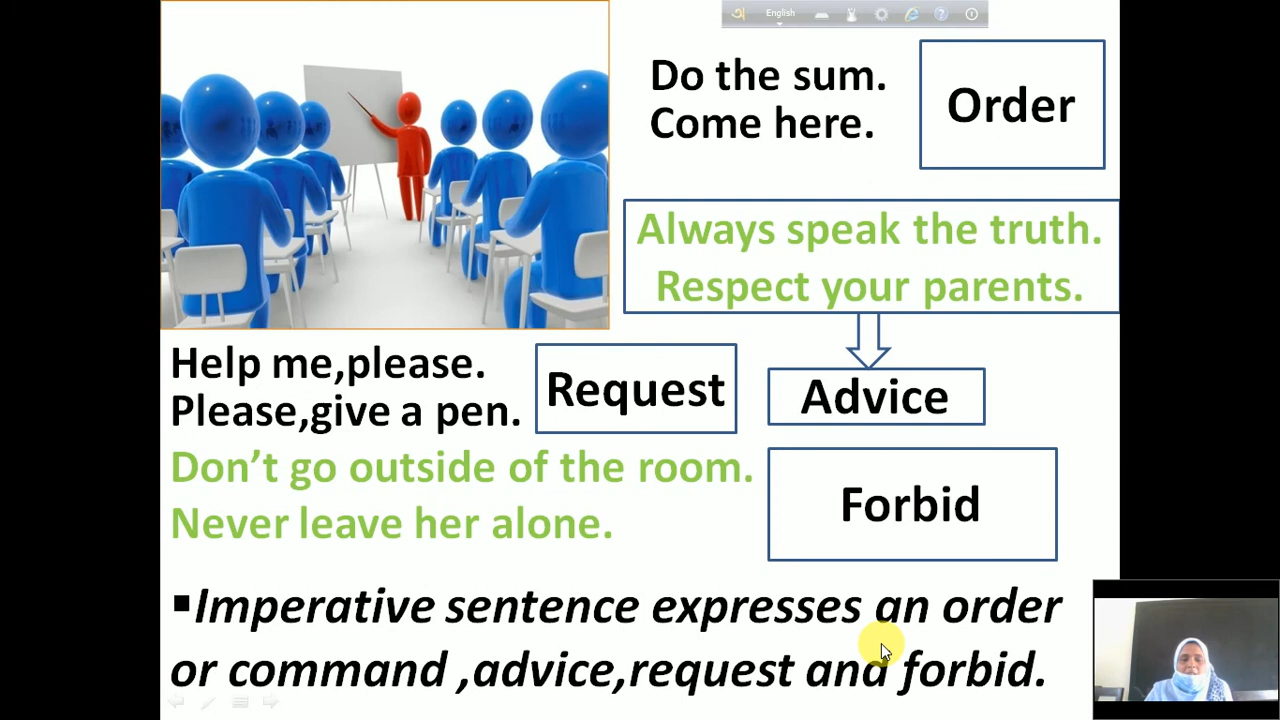 অ English
Do the sum.
Come here.
Order
Always speak the truth.
Respect your parents.
Help me,please.
Please,give a pen.
Request
Advice
Don’t go outside of the room.
Never leave her alone.
Forbid
▪Imperative sentence expresses an order
or command ,advice,request and forbid.